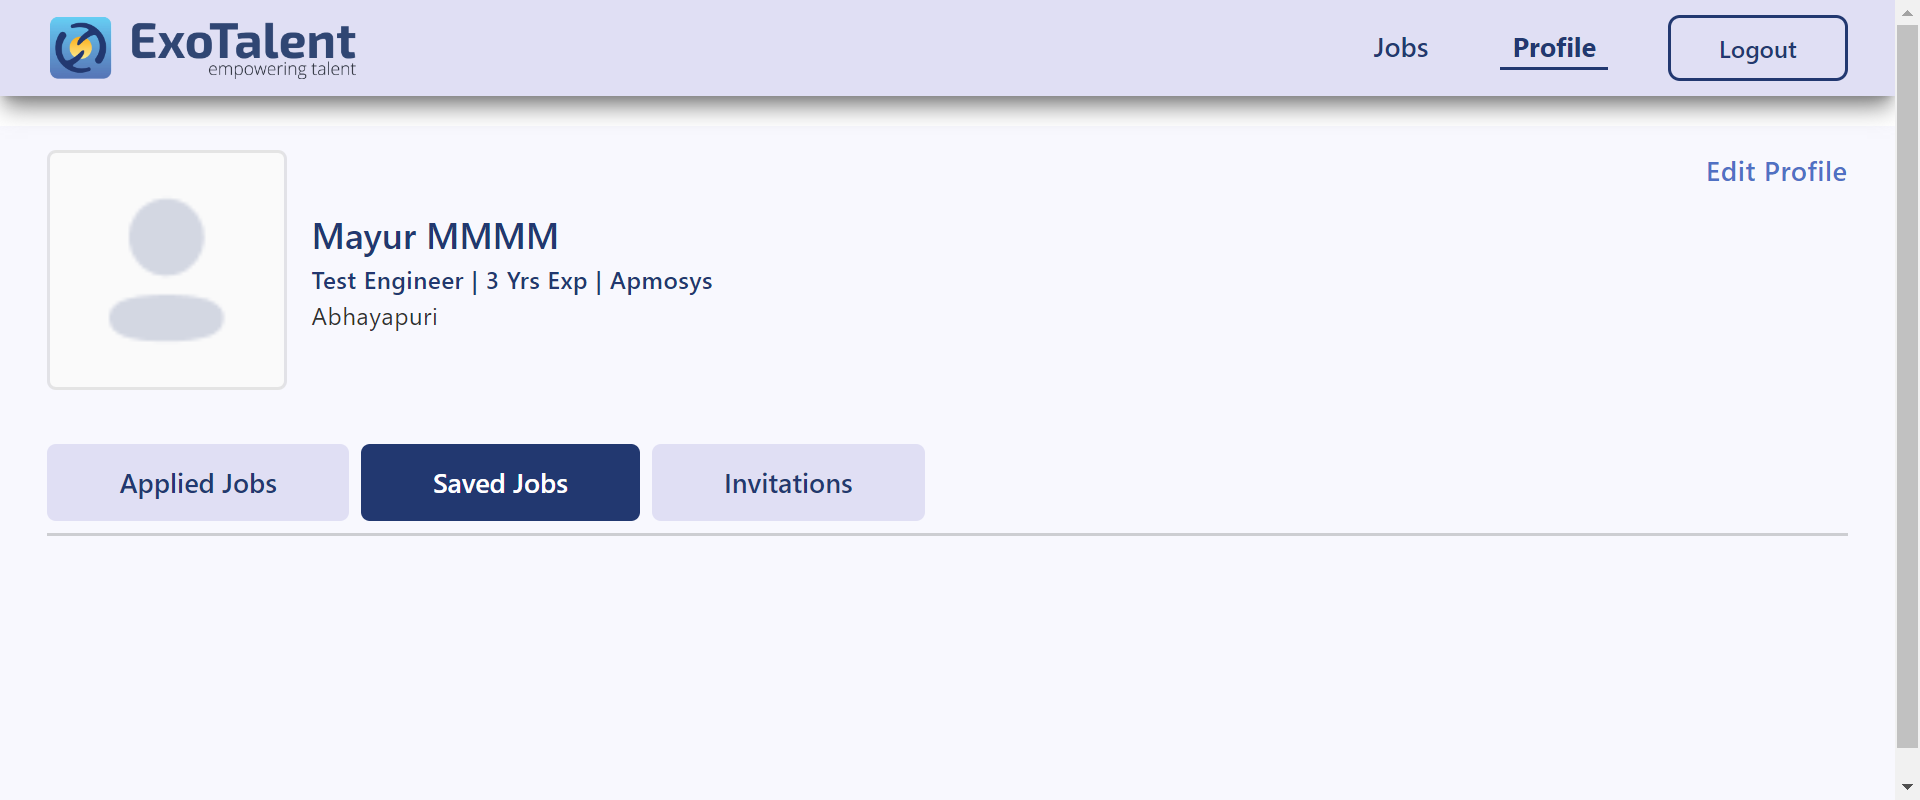 ExoTalent
empowering talent
Jobs
Profile
Logout
Edit Profile
Mayur MMMM
Test Engineer | 3 Yrs Exp | Apmosys
Abhayapuri
Applied Jobs
Saved Jobs
Invitations